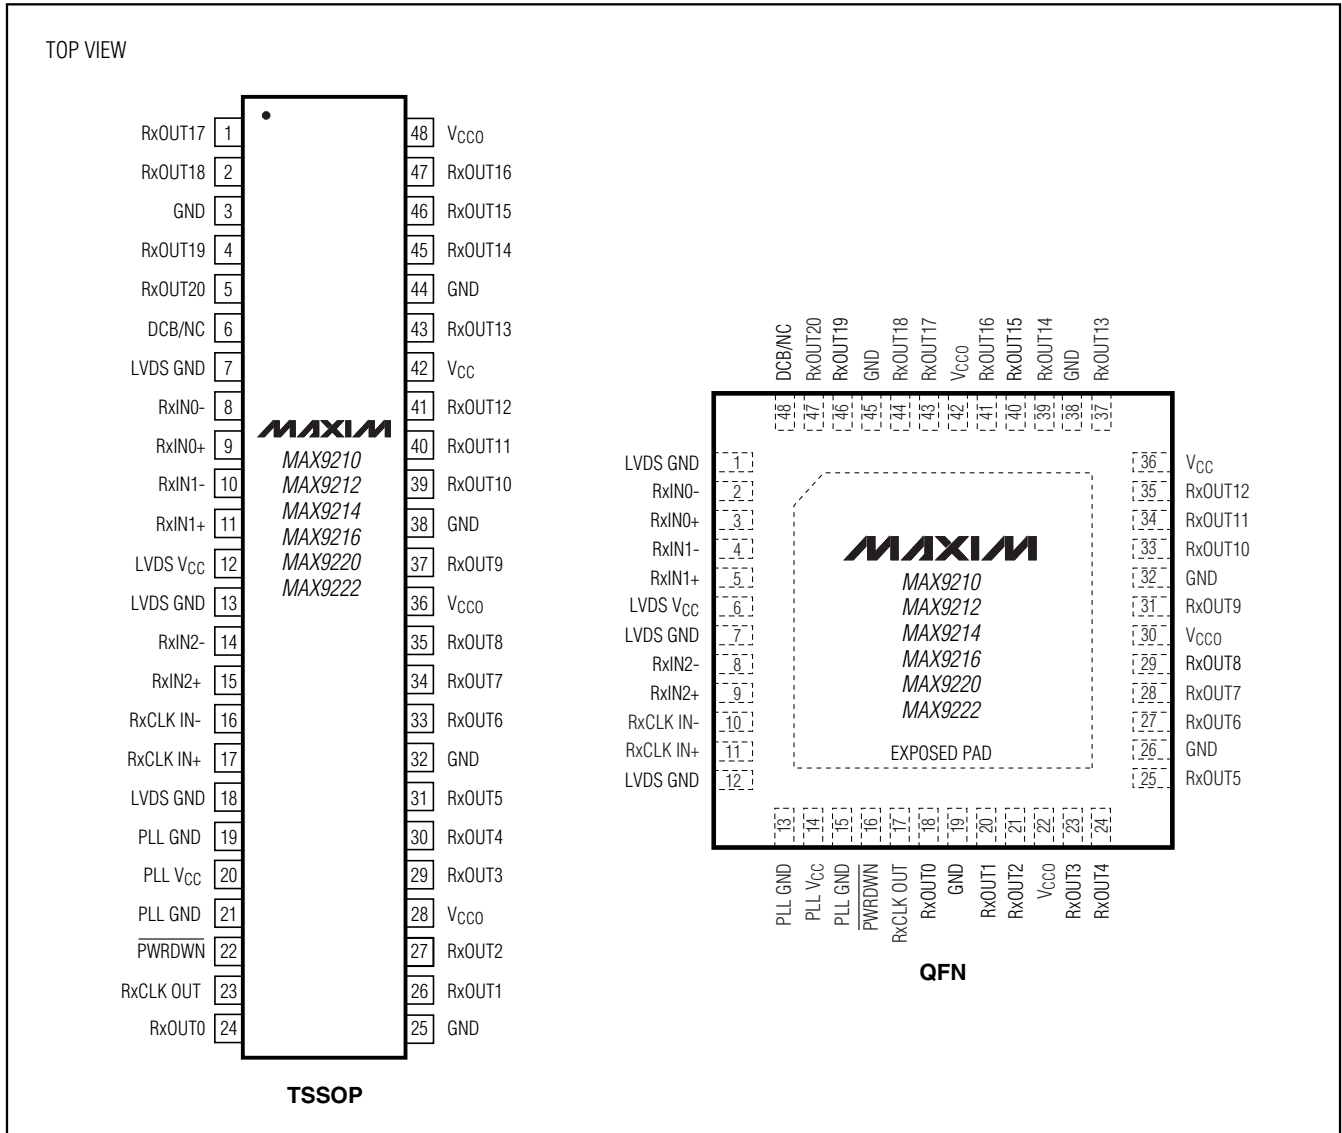 TOP VIEW
RxOUT17 1
RxOUT18 2
GND 3
RxOUT19 4
RxOUT20 5
DCB/NC 6
LVDS GND 7
RxIN0- 8
RxIN0+ 9
RxIN1- 10
RxIN1+ 11
LVDS VCC 12
LVDS GND 13
RxIN2- 14
RxIN2+ 15
RxCLK IN- 16
RxCLK IN+ 17
LVDS GND 18
PLL GND 19
PLL VCC 20
PLL GND 21
PWRDWN 22
RxCLK OUT 23
RxOUT0 24
MAXIM
MAX9210
MAX9212
MAX9214
MAX9216
MAX9220
MAX9222
48 VCCO
47 RxOUT16
46 RxOUT15
45 RxOUT14
44 GND
43 RxOUT13
42 VCC
41 RxOUT12
40 RxOUT11
39 RxOUT10
38 GND
37 RxOUT9
36 VCCO
35 RxOUT8
34 RxOUT7
33 RxOUT6
32 GND
31 RxOUT5
30 RxOUT4
29 RxOUT3
28 VCCO
27 RxOUT2
26 RxOUT1
25 GND
TSSOP
DCB/NC 48
RxOUT20 47
RxOUT19 46
GND 45
RxOUT18 44
RxOUT17 43
VCCO 42
RxOUT16 41
RxOUT15 40
RxOUT14 39
GND 38
RxOUT13 37
LVDS GND 1
RxIN0- 2
RxIN0+ 3
RxIN1- 4
RxIN1+ 5
LVDS VCC 6
LVDS GND 7
RxIN2- 8
RxIN2+ 9
RxCLK IN- 10
RxCLK IN+ 11
LVDS GND 12
MAXIM
MAX9210
MAX9212
MAX9214
MAX9216
MAX9220
MAX9222
EXPOSED PAD
36 VCC
35 RxOUT12
34 RxOUT11
33 RxOUT10
32 GND
31 RxOUT9
30 VCCO
29 RxOUT8
28 RxOUT7
27 RxOUT6
26 GND
25 RxOUT5
13 PLL GND
14 PLL VCC
15 PLL GND
16 PWRDWN
17 RxCLK OUT
18 RxOUT0
19 GND
20 RxOUT1
21 RxOUT2
22 VCCO
23 RxOUT3
24 RxOUT4
QFN